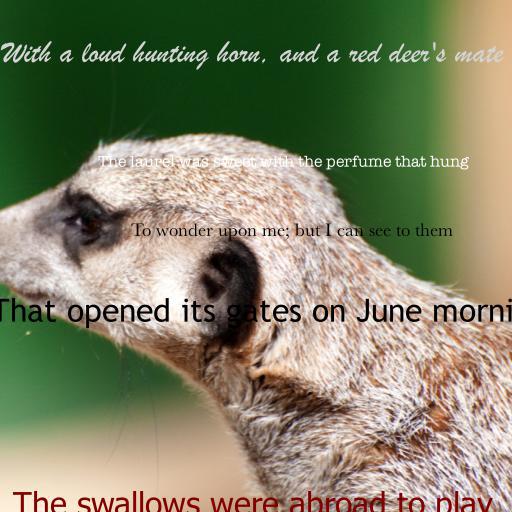 With a loud hunting horn, and a red deer's mate
The laurel was sweet with the perfume that hung
To wonder upon me; but I can see to them
That opened its gates on June morni
The swallows were abroad to play